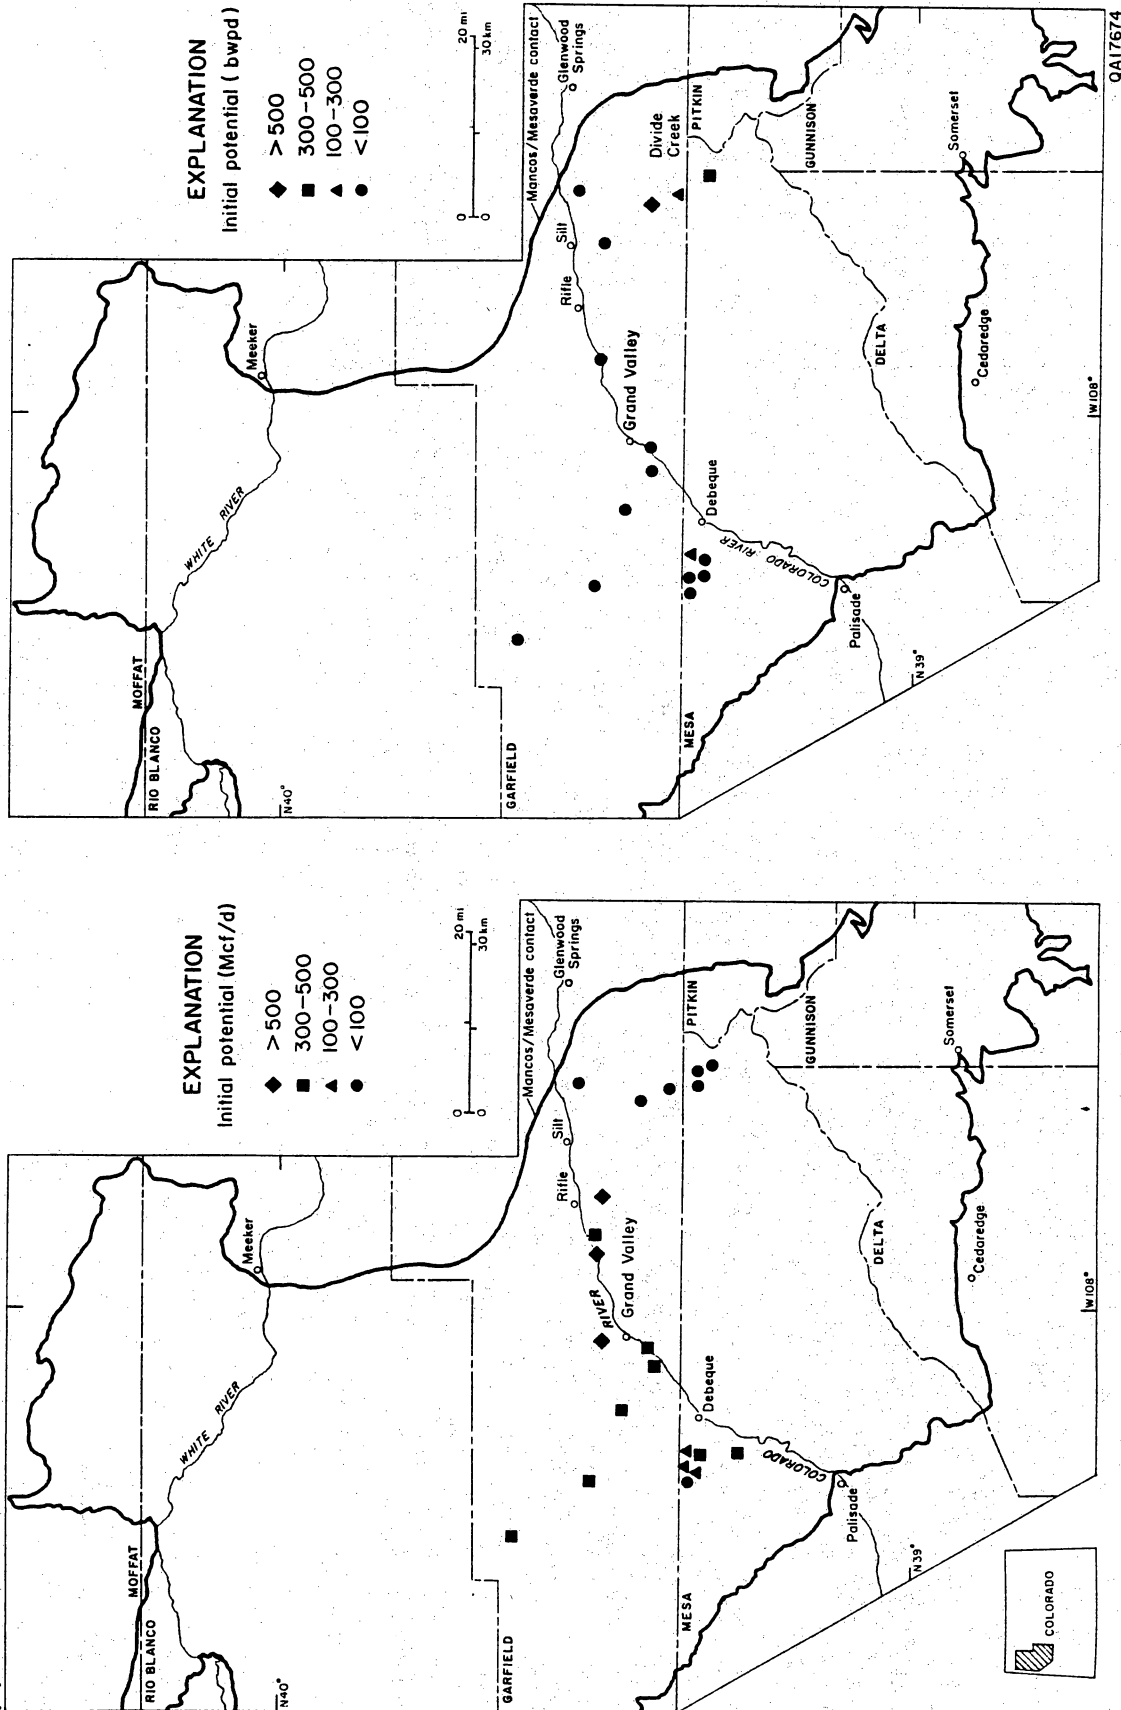 EXPLANATION
Initial potential (bwpd)
>500
300-500
100-300
<100
20 mi
30 km
0
0
Mancos/Mesaverde contact
Glenwood
Springs
Silt
Rifle
Meeker
WHITE RIVER
MOFFAT
RIO BLANCO
N40°
GARFIELD
Grand Valley
Debeque
COLORADO RIVER
Divide
Creek
PITKIN
MESA
Palisade
GUNNISON
DELTA
Somerset
Cedaredge
N39°
W108°
QA17674
EXPLANATION
Initial potential (Mcf/d)
>500
300-500
100-300
<100
20 mi
30 km
0
0
Mancos/Mesaverde contact
Glenwood
Springs
Silt
Rifle
Meeker
WHITE RIVER
MOFFAT
RIO BLANCO
N40°
GARFIELD
RIVER
Grand Valley
Debeque
COLORADO
PITKIN
MESA
Palisade
GUNNISON
DELTA
Somerset
Cedaredge
N39°
W108°
COLORADO